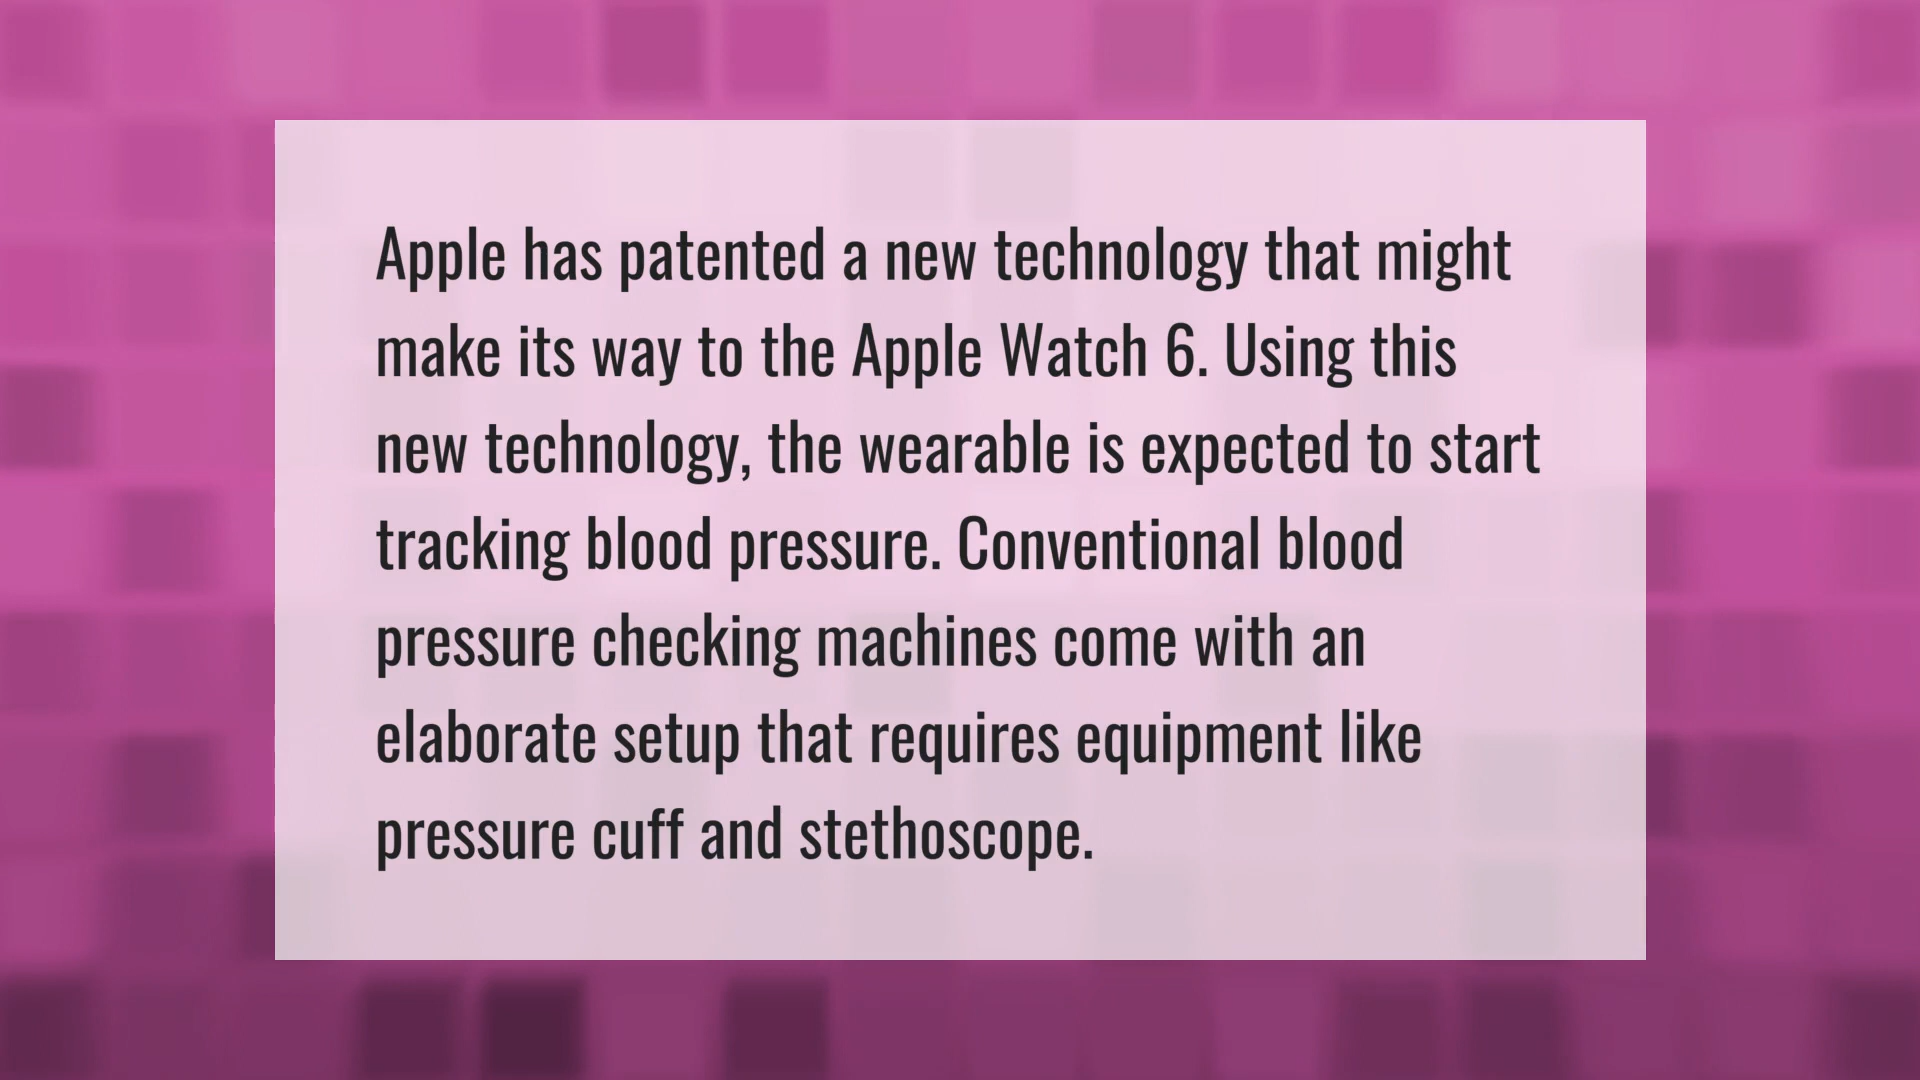 Apple has patented a new technology that might
make its way to the Apple Watch 6. Using this
new technology, the wearable is expected to start
tracking blood pressure. Conventional blood
pressure checking machines come with an
elaborate setup that requires equipment like
pressure cuff and stethoscope.